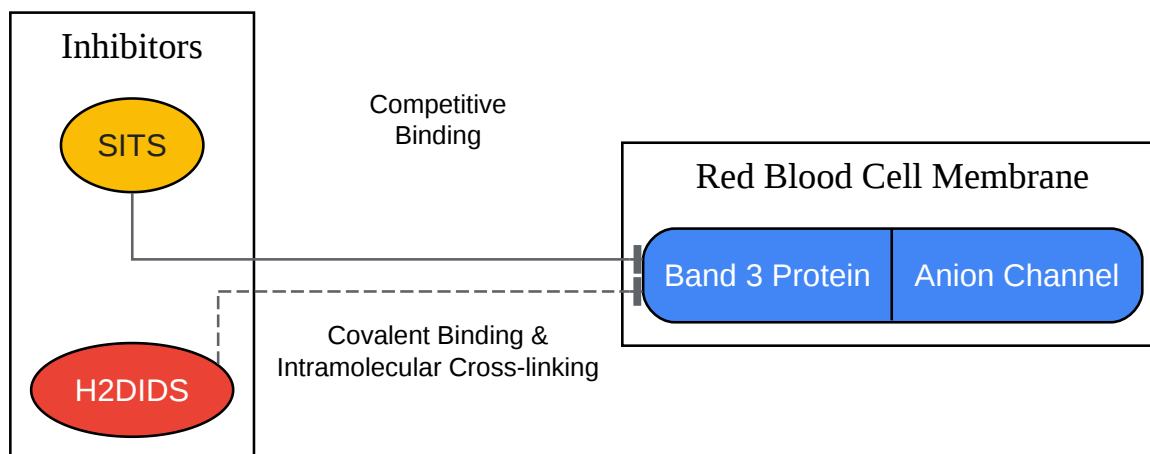 Inhibitors
SITS
Competitive
Binding
Red Blood Cell Membrane
Band 3 Protein
Anion Channel
Covalent Binding &
Intramolecular Cross-linking
H2DIDS